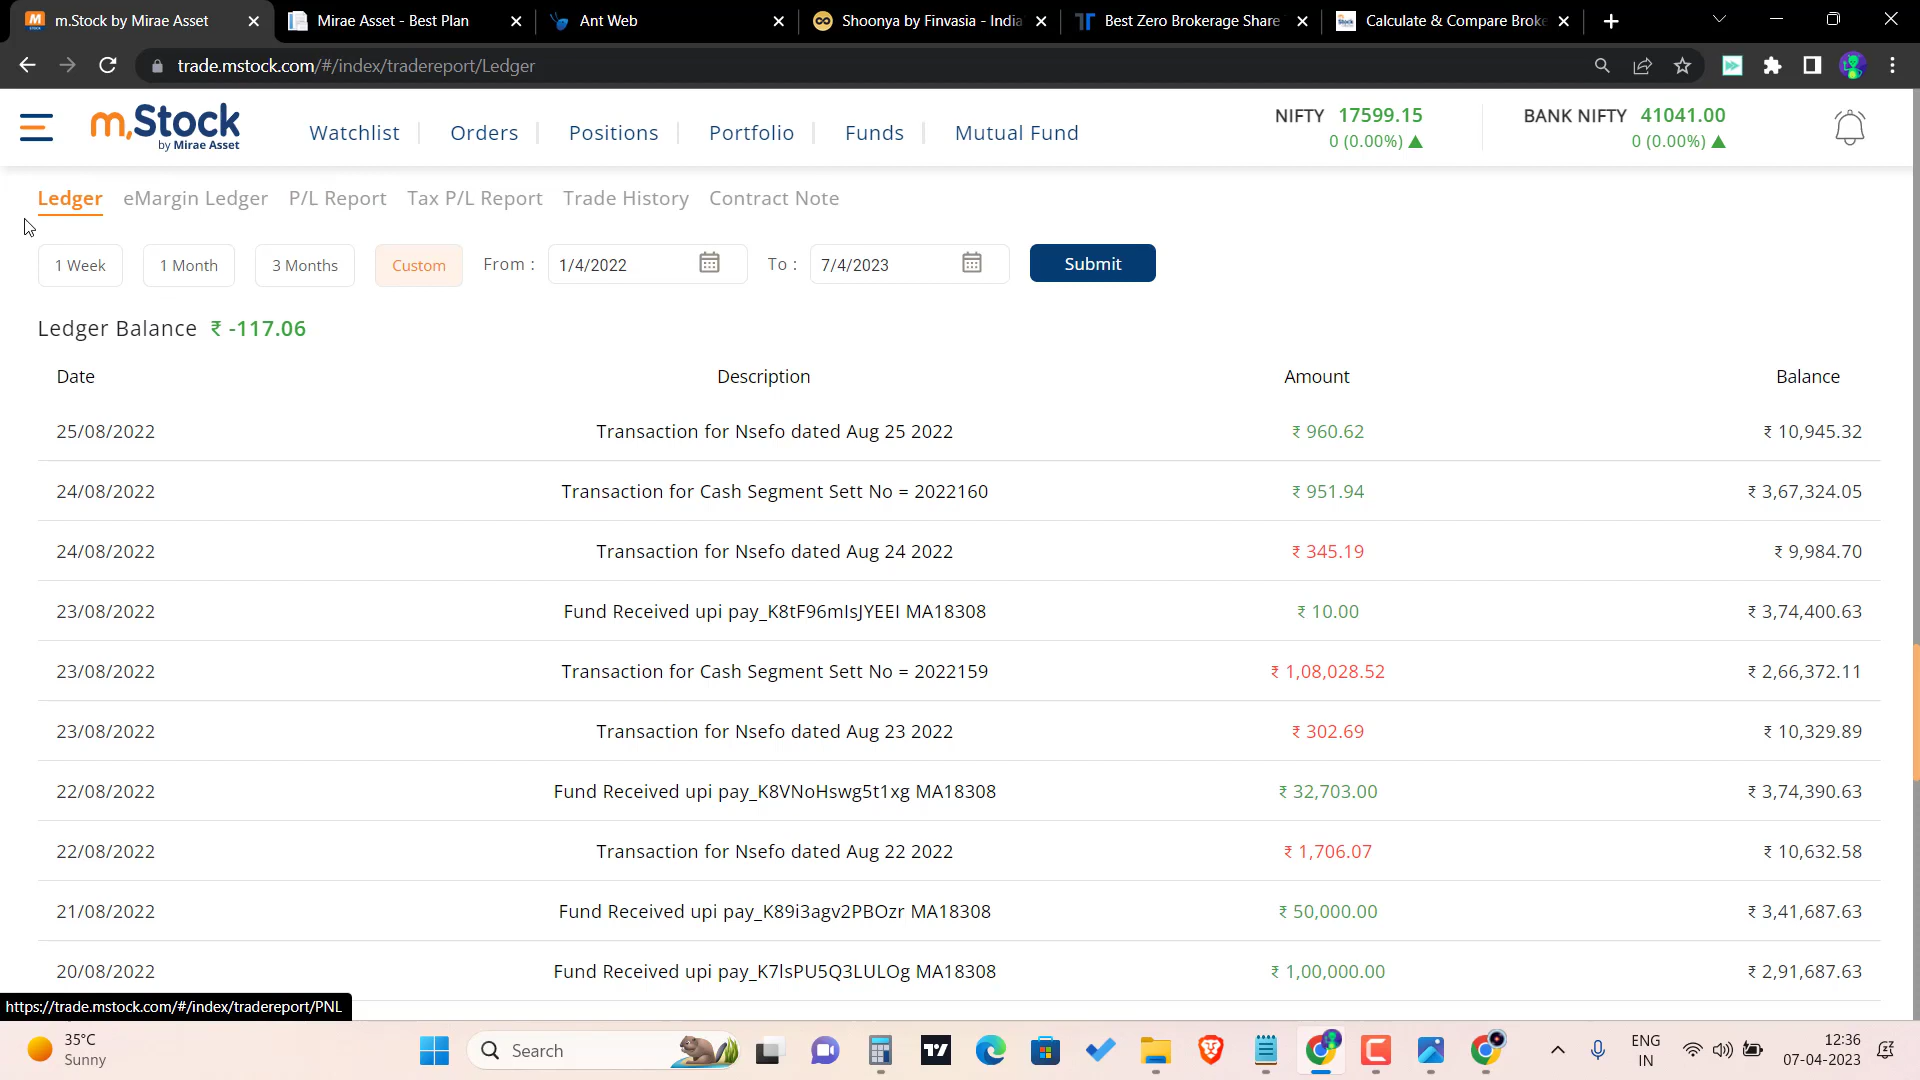 m.Stock by Mirae Asset
Mirae Asset - Best Plan
Ant Web
Shoonya by Finvasia - India
Best Zero Brokerage Share
Calculate & Compare Broke
trade.mstock.com/#/index/tradereport/Ledger
m.Stock
by Mirae Asset
Watchlist
Orders
Positions
Portfolio
Funds
Mutual Fund
NIFTY 17599.15
0 (0.00%)
BANK NIFTY 41041.00
0 (0.00%)
Ledger eMargin Ledger P/L Report Tax P/L Report Trade History Contract Note
1 Week 1 Month 3 Months Custom From : 1/4/2022 To : 7/4/2023 Submit
Ledger Balance ₹ -117.06
Date Description Amount Balance
25/08/2022 Transaction for Nsefo dated Aug 25 2022 ₹ 960.62 ₹ 10,945.32
24/08/2022 Transaction for Cash Segment Sett No = 2022160 ₹ 951.94 ₹ 3,67,324.05
24/08/2022 Transaction for Nsefo dated Aug 24 2022 ₹ 345.19 ₹ 9,984.70
23/08/2022 Fund Received upi pay_K8tF96mIsJYEEI MA18308 ₹ 10.00 ₹ 3,74,400.63
23/08/2022 Transaction for Cash Segment Sett No = 2022159 ₹ 1,08,028.52 ₹ 2,66,372.11
23/08/2022 Transaction for Nsefo dated Aug 23 2022 ₹ 302.69 ₹ 10,329.89
22/08/2022 Fund Received upi pay_K8VNoHswg5t1xg MA18308 ₹ 32,703.00 ₹ 3,74,390.63
22/08/2022 Transaction for Nsefo dated Aug 22 2022 ₹ 1,706.07 ₹ 10,632.58
21/08/2022 Fund Received upi pay_K89i3agv2PBOzr MA18308 ₹ 50,000.00 ₹ 3,41,687.63
20/08/2022 Fund Received upi pay_K7lsPU5Q3LULOg MA18308 ₹ 1,00,000.00 ₹ 2,91,687.63
https://trade.mstock.com/#/index/tradereport/PNL
35°C
Sunny
Search
ENG
IN
12:36
07-04-2023